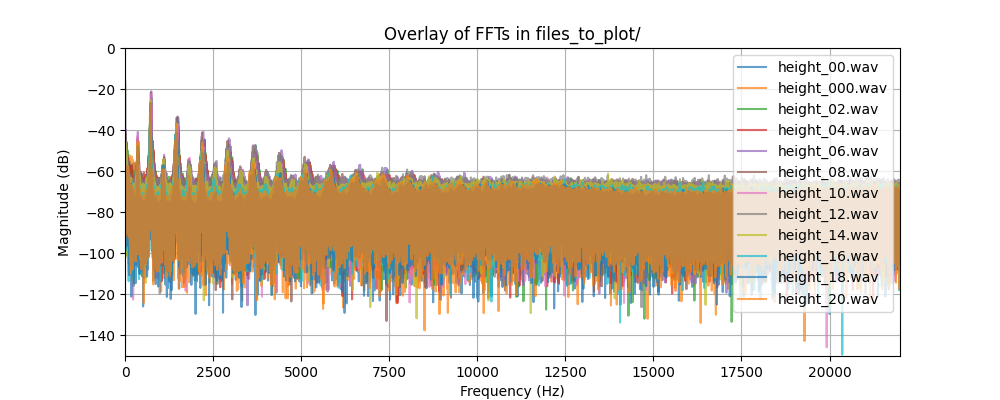 Overlay of FFTs in files_to_plot/
Magnitude (dB)
0
−20
−40
−60
−80
−100
−120
−140
height_00.wav
height_000.wav
height_02.wav
height_04.wav
height_06.wav
height_08.wav
height_10.wav
height_12.wav
height_14.wav
height_16.wav
height_18.wav
height_20.wav
0 2500 5000 7500 10000 12500 15000 17500 20000
Frequency (Hz)